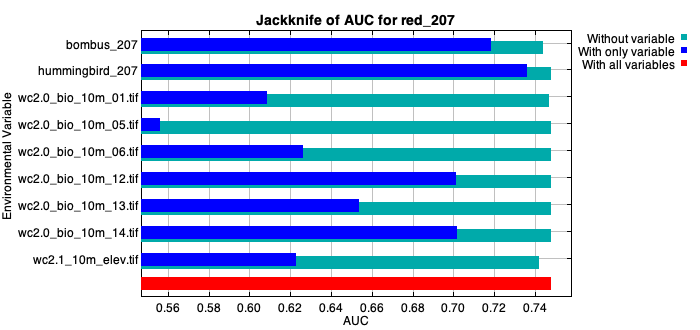 Jackknife of AUC for red_207
bombus_207
hummingbird_207
wc2.0_bio_10m_01.tif
wc2.0_bio_10m_05.tif
wc2.0_bio_10m_06.tif
wc2.0_bio_10m_12.tif
wc2.0_bio_10m_13.tif
wc2.0_bio_10m_14.tif
wc2.1_10m_elev.tif
Environmental Variable
0.56 0.58 0.60 0.62 0.64 0.66 0.68 0.70 0.72 0.74
AUC
Without variable
With only variable
With all variables